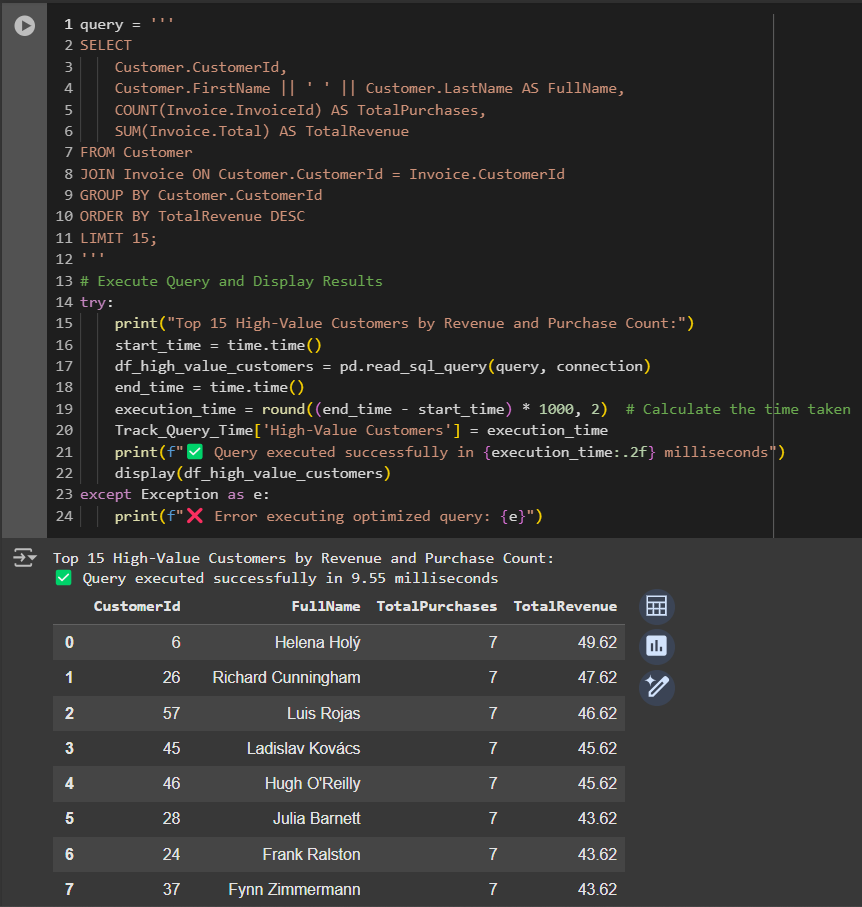 1 query = '''
2 SELECT
3     Customer.CustomerId,
4     Customer.FirstName || ' ' || Customer.LastName AS FullName,
5     COUNT(Invoice.InvoiceId) AS TotalPurchases,
6     SUM(Invoice.Total) AS TotalRevenue
7 FROM Customer
8 JOIN Invoice ON Customer.CustomerId = Invoice.CustomerId
9 GROUP BY Customer.CustomerId
10 ORDER BY TotalRevenue DESC
11 LIMIT 15;
12 '''
13 # Execute Query and Display Results
14 try:
15     print("Top 15 High-Value Customers by Revenue and Purchase Count:")
16     start_time = time.time()
17     df_high_value_customers = pd.read_sql_query(query, connection)
18     end_time = time.time()
19     execution_time = round((end_time - start_time) * 1000, 2)  # Calculate the time taken
20     Track_Query_Time['High-Value Customers'] = execution_time
21     print(f"✅ Query executed successfully in {execution_time:.2f} milliseconds")
22     display(df_high_value_customers)
23 except Exception as e:
24     print(f"❌ Error executing optimized query: {e}")
Top 15 High-Value Customers by Revenue and Purchase Count:
✅ Query executed successfully in 9.55 milliseconds
CustomerId FullName TotalPurchases TotalRevenue
0 6 Helena Holý 7 49.62
1 26 Richard Cunningham 7 47.62
2 57 Luis Rojas 7 46.62
3 45 Ladislav Kovács 7 45.62
4 46 Hugh O'Reilly 7 45.62
5 28 Julia Barnett 7 43.62
6 24 Frank Ralston 7 43.62
7 37 Fynn Zimmermann 7 43.62